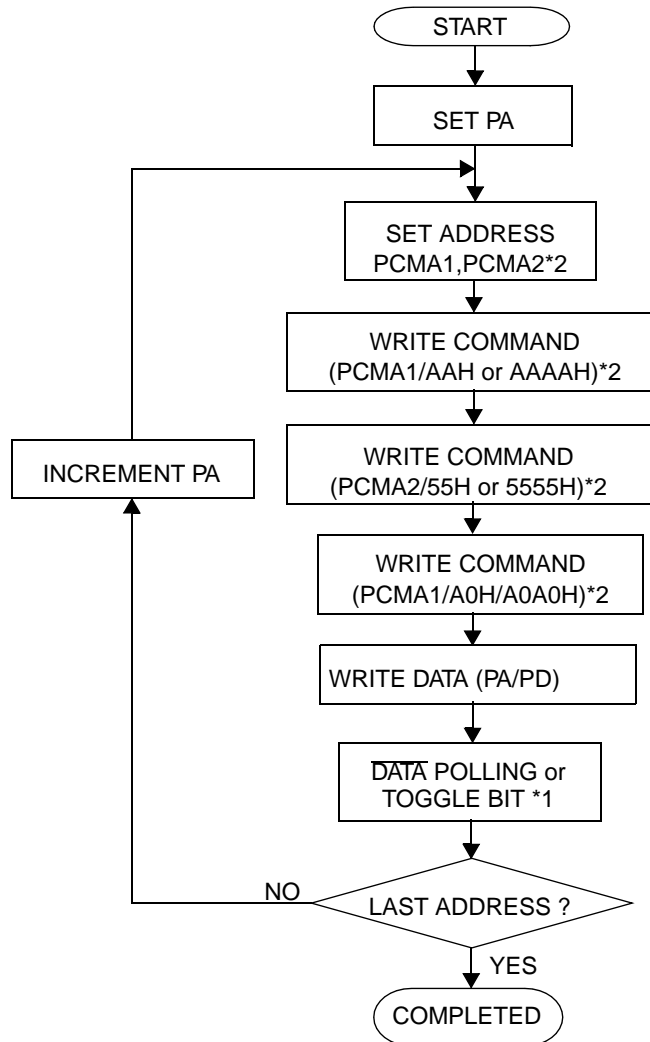 START
SET PA
SET ADDRESS
PCMA1,PCMA2*2
WRITE COMMAND
(PCMA1/AAH or AAAAH)*2
INCREMENT PA
WRITE COMMAND
(PCMA2/55H or 5555H)*2
WRITE COMMAND
(PCMA1/A0H/A0A0H)*2
WRITE DATA (PA/PD)
DATA POLLING or
TOGGLE BIT *1
NO
LAST ADDRESS ?
YES
COMPLETED